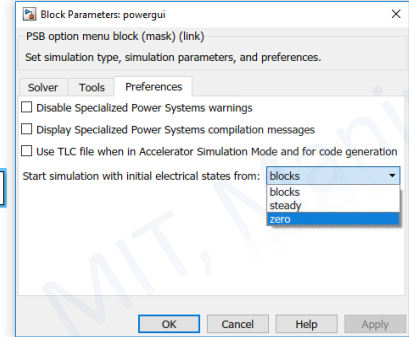 Block Parameters: powergui
PSB option menu block (mask) (link)
Set simulation type, simulation parameters, and preferences.
Solver Tools Preferences
Disable Specialized Power Systems warnings
Display Specialized Power Systems compilation messages
Use TLC file when in Accelerator Simulation Mode and for code generation
Start simulation with initial electrical states from: blocks
blocks
steady
zero
OK Cancel Help Apply